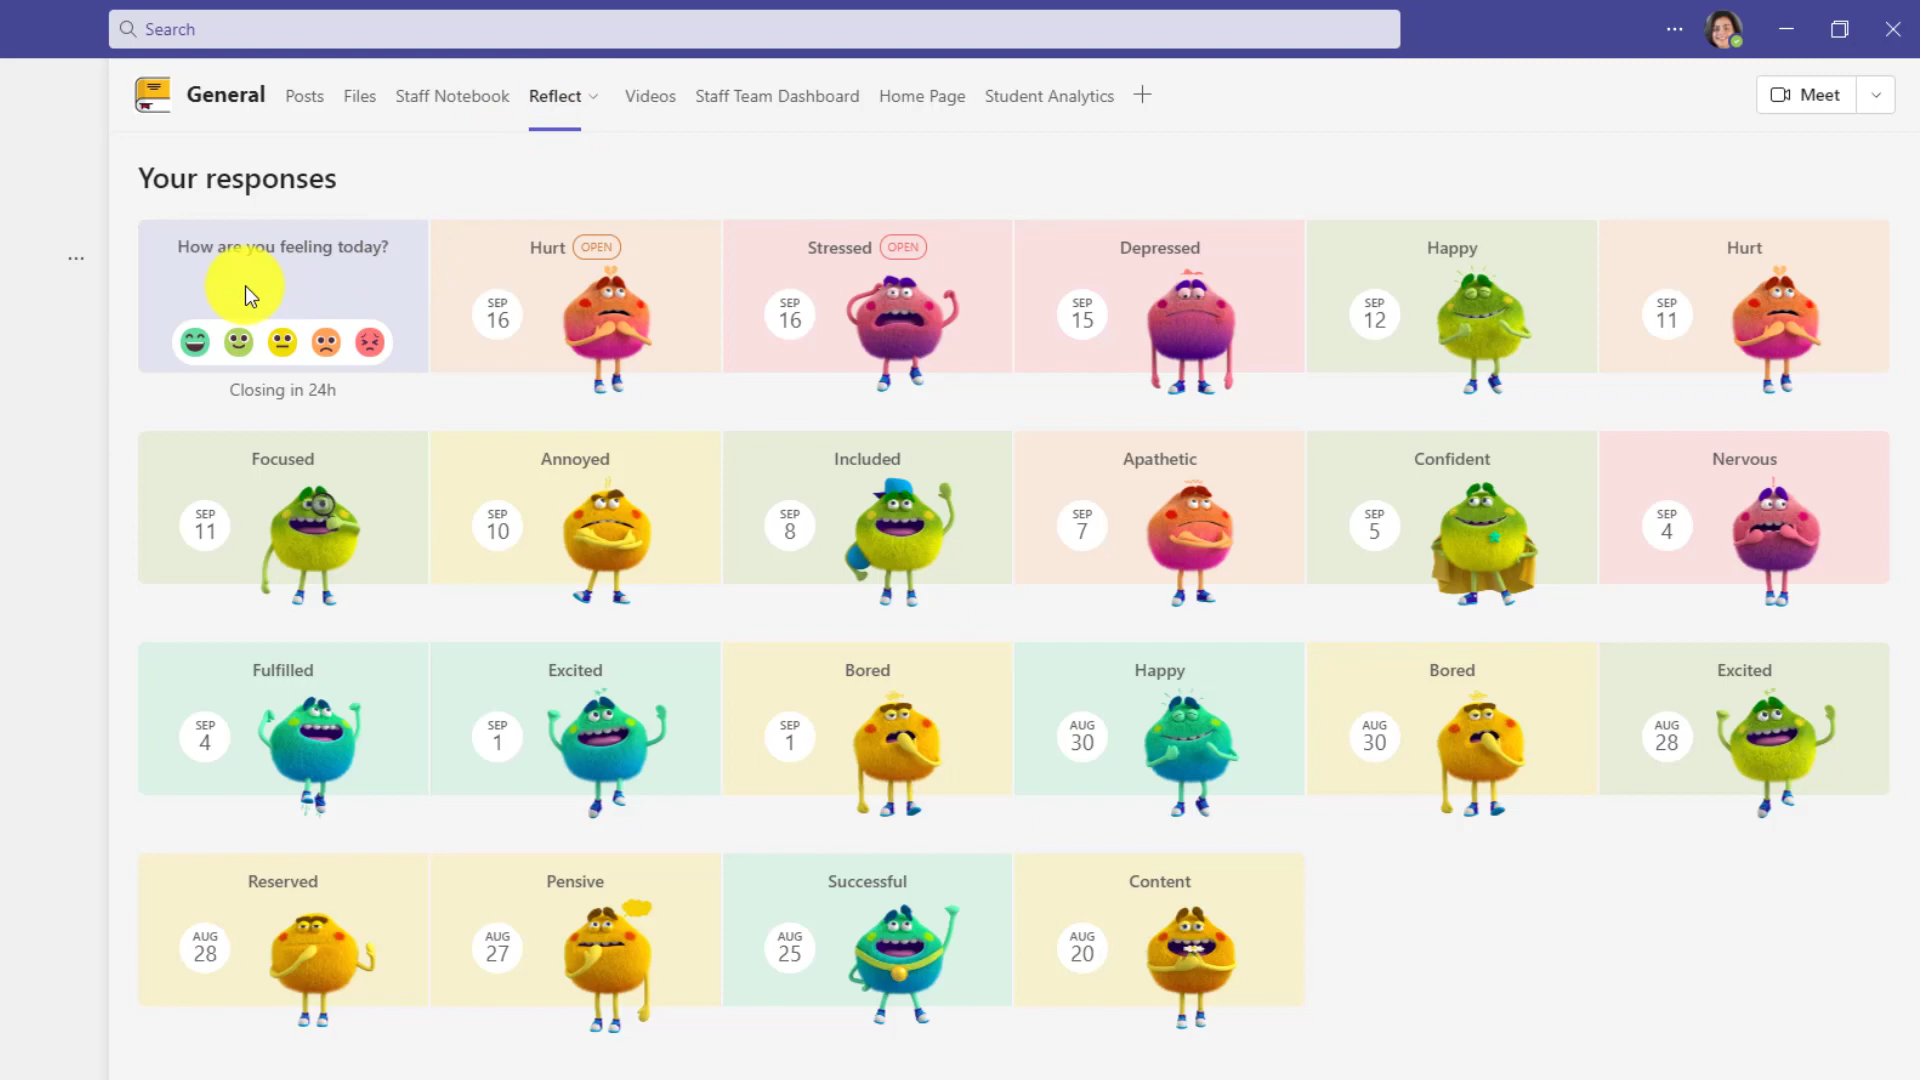 Search
General Posts Files Staff Notebook Reflect Videos Staff Team Dashboard Home Page Student Analytics Meet
Your responses
How are you feeling today?
Closing in 24h
Hurt OPEN
SEP
16
Stressed OPEN
SEP
16
Depressed
SEP
15
Happy
SEP
12
Hurt
SEP
11
Focused
SEP
11
Annoyed
SEP
10
Included
SEP
8
Apathetic
SEP
7
Confident
SEP
5
Nervous
SEP
4
Fulfilled
SEP
4
Excited
SEP
1
Bored
SEP
1
Happy
AUG
30
Bored
AUG
30
Excited
AUG
28
Reserved
AUG
28
Pensive
AUG
27
Successful
AUG
25
Content
AUG
20